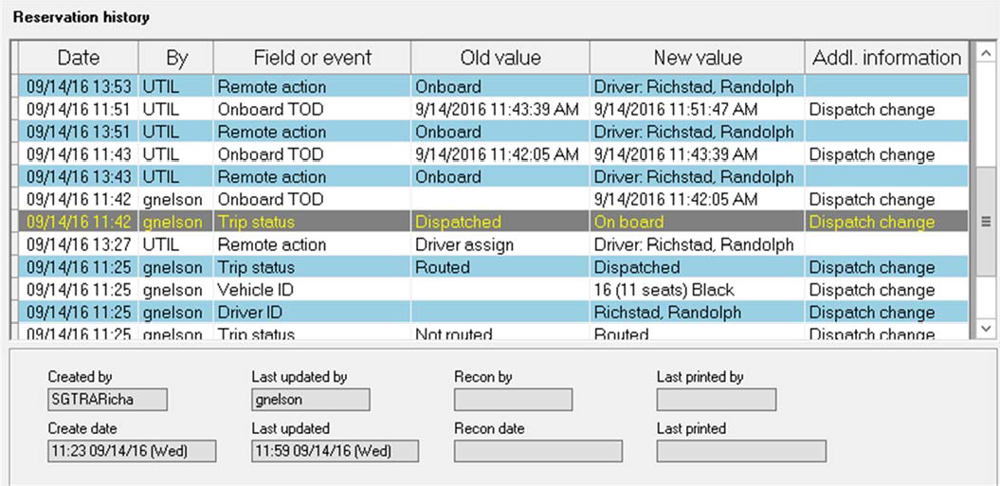 Reservation history
Date By Field or event Old value New value Addl. information
09/14/16 13:53 UTIL Remote action Onboard Driver: Richstad, Randolph
09/14/16 11:51 UTIL Onboard TOD 9/14/2016 11:43:39 AM 9/14/2016 11:51:47 AM Dispatch change
09/14/16 13:51 UTIL Remote action Onboard Driver: Richstad, Randolph
09/14/16 11:43 UTIL Onboard TOD 9/14/2016 11:42:05 AM 9/14/2016 11:43:39 AM Dispatch change
09/14/16 13:43 UTIL Remote action Onboard Driver: Richstad, Randolph
09/14/16 11:42 gnelson Onboard TOD 9/14/2016 11:42:05 AM Dispatch change
09/14/16 11:42 gnelson Trip status Dispatched On board Dispatch change
09/14/16 13:27 UTIL Remote action Driver assign Driver: Richstad, Randolph
09/14/16 11:25 gnelson Trip status Routed Dispatched Dispatch change
09/14/16 11:25 gnelson Vehicle ID 16 (11 seats) Black Dispatch change
09/14/16 11:25 gnelson Driver ID Richstad, Randolph Dispatch change
09/14/16 11:25 gnelson Trip status Not routed Routed Dispatch change
Created by Last updated by Recon by Last printed by
SGTRARicha gnelson
Create date Last updated Recon date Last printed
11:23 09/14/16 (Wed) 11:59 09/14/16 (Wed)